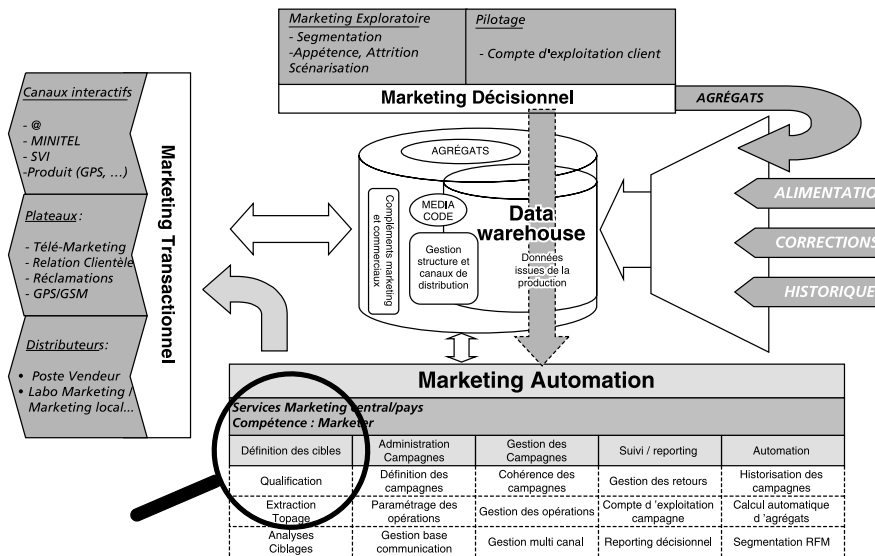 Marketing Exploratoire
- Segmentation
-Appétence, Attrition
Scénarisation
Pilotage
- Compte d'exploitation client
Marketing Décisionnel
AGRÉGATS
Canaux interactifs
- @
- MINITEL
- SVI
-Produit (GPS, ...)
Plateaux :
- Télé-Marketing
- Relation Clientèle
- Réclamations
- GPS/GSM
Distributeurs:
• Poste Vendeur
• Labo Marketing /
Marketing local...
Marketing Transactionnel
AGRÉGATS
Compléments marketing
et commerciaux
MEDIA
CODE
Gestion
structure et
canaux de
distribution
Data
warehouse
Données
issues de la
production
ALIMENTATIO
CORRECTIONS
HISTORIQUE
Marketing Automation
Services Marketing central/pays
Compétence : Marketer
Définition des cibles
Administration
Campagnes
Gestion des
Campagnes
Suivi / reporting
Automation
Qualification
Définition des
campagnes
Cohérence des
campagnes
Gestion des retours
Historisation des
campagnes
Extraction
Topage
Paramétrage des
opérations
Gestion des opérations
Compte d 'exploitation
campagne
Calcul automatique
d 'agrégats
Analyses
Ciblages
Gestion base
communication
Gestion multi canal
Reporting décisionnel
Segmentation RFM